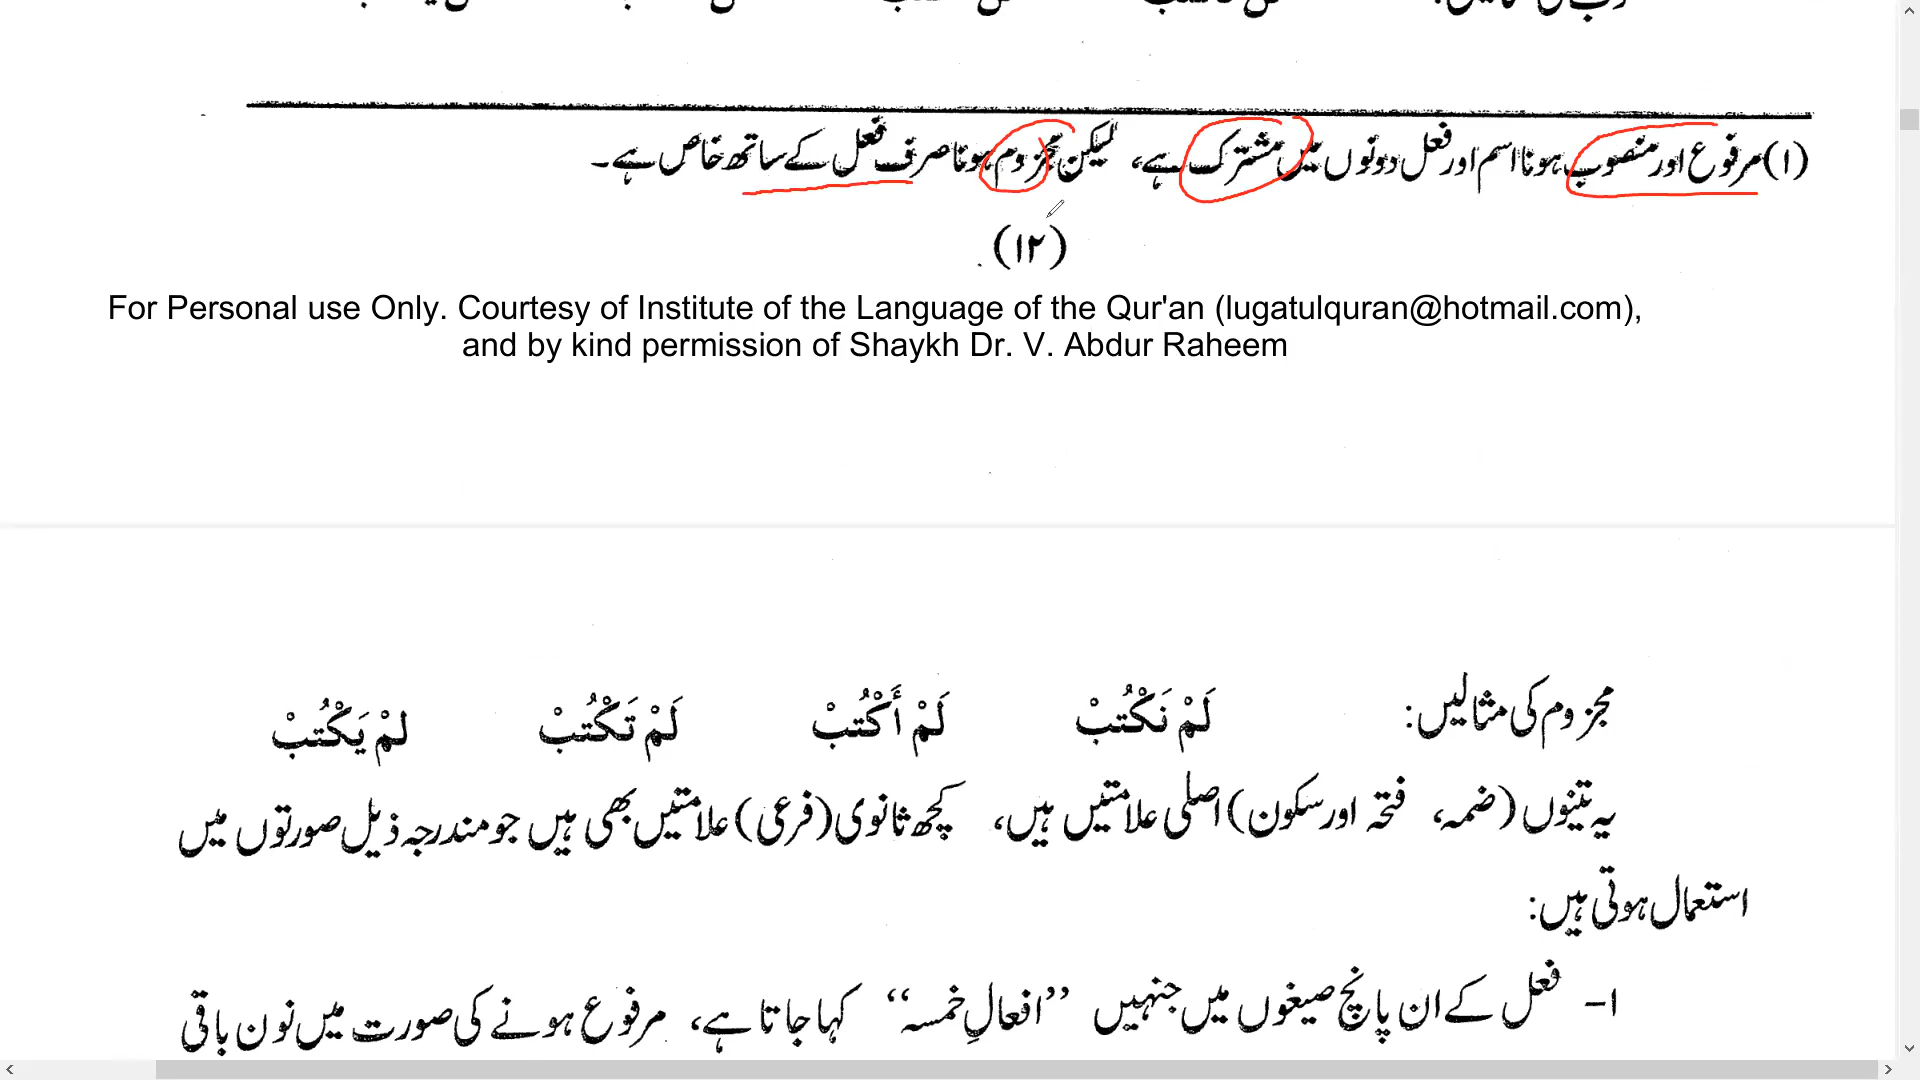 (۱) مرفوع اور منصوب ہونا اسم اور فعل دونوں میں مشترک ہے، لیکن مجزوم ہونا صرف فعل کے ساتھ خاص ہے۔
(۱۲)
For Personal use Only. Courtesy of Institute of the Language of the Qur'an (lugatulquran@hotmail.com),
and by kind permission of Shaykh Dr. V. Abdur Raheem
مجزوم کی مثالیں: لَمْ نَكْتُبْ لَمْ أَكْتُبْ لَمْ تَكْتُبْ لمْ يَكْتُبْ
یہ تینوں (ضمہ، فتحہ اور سکون) اصلی علامتیں ہیں، کچھ ثانوی (فرعی) علامتیں بھی ہیں جو مندرجہ ذیل صورتوں میں
استعمال ہوتی ہیں:
۱- فعل کے ان پانچ صیغوں میں جنہیں ”افعالِ خمسہ“ کہا جاتا ہے، مرفوع ہونے کی صورت میں نون باقی